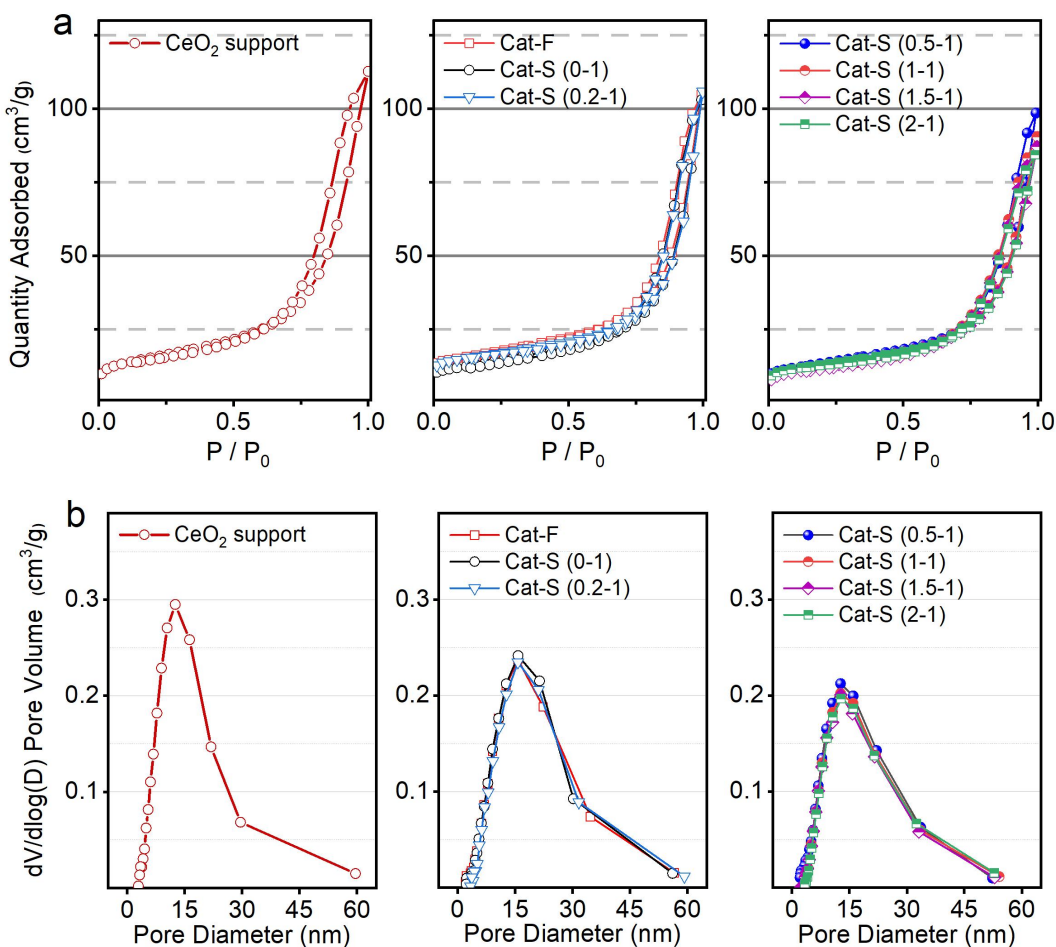 a
CeO₂ support
Cat-F
Cat-S (0-1)
Cat-S (0.2-1)
Cat-S (0.5-1)
Cat-S (1-1)
Cat-S (1.5-1)
Cat-S (2-1)
Quantity Adsorbed (cm³/g)
100
50
0.0 0.5 1.0
0.0 0.5 1.0
0.0 0.5 1.0
P / P₀
P / P₀
P / P₀
b
CeO₂ support
Cat-F
Cat-S (0-1)
Cat-S (0.2-1)
Cat-S (0.5-1)
Cat-S (1-1)
Cat-S (1.5-1)
Cat-S (2-1)
dV/dlog(D) Pore Volume (cm³/g)
0.3
0.2
0.1
0.3
0.2
0.1
0.3
0.2
0.1
0 15 30 45 60
0 15 30 45 60
0 15 30 45 60
Pore Diameter (nm)
Pore Diameter (nm)
Pore Diameter (nm)